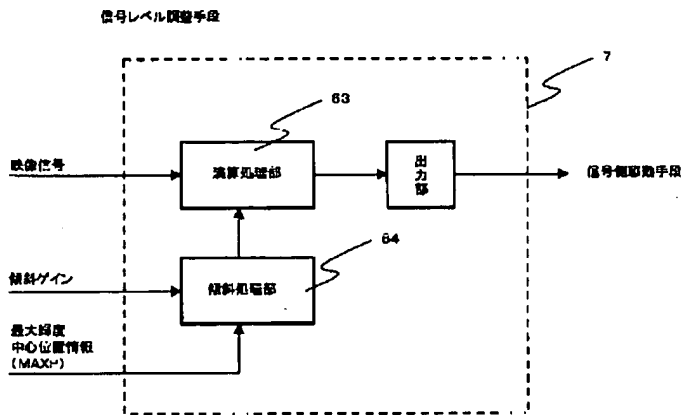 信号レベル調整手段
7
63
映像信号
演算処理部
出力部
信号側駆動手段
64
傾斜ゲイン
傾斜処理部
最大輝度
中心位置情報
(MAXP)